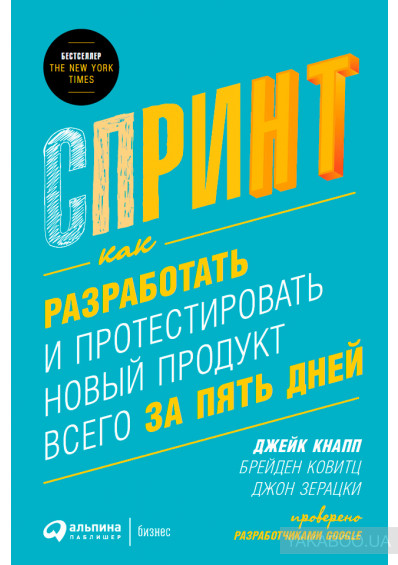 БЕСТСЕЛЛЕР
THE NEW YORK
TIMES
СПРИНТ
как
РАЗРАБОТАТЬ
И ПРОТЕСТИРОВАТЬ
НОВЫЙ ПРОДУКТ
ВСЕГО ЗА ПЯТЬ ДНЕЙ
ДЖЕЙК КНАПП
БРЕЙДЕН КОВИТЦ
ДЖОН ЗЕРАЦКИ
проверено
РАЗРАБОТЧИКАМИ GOOGLE
АЛЬПИНА
ПАБЛИШЕР
бизнес
YAKABOO.UA